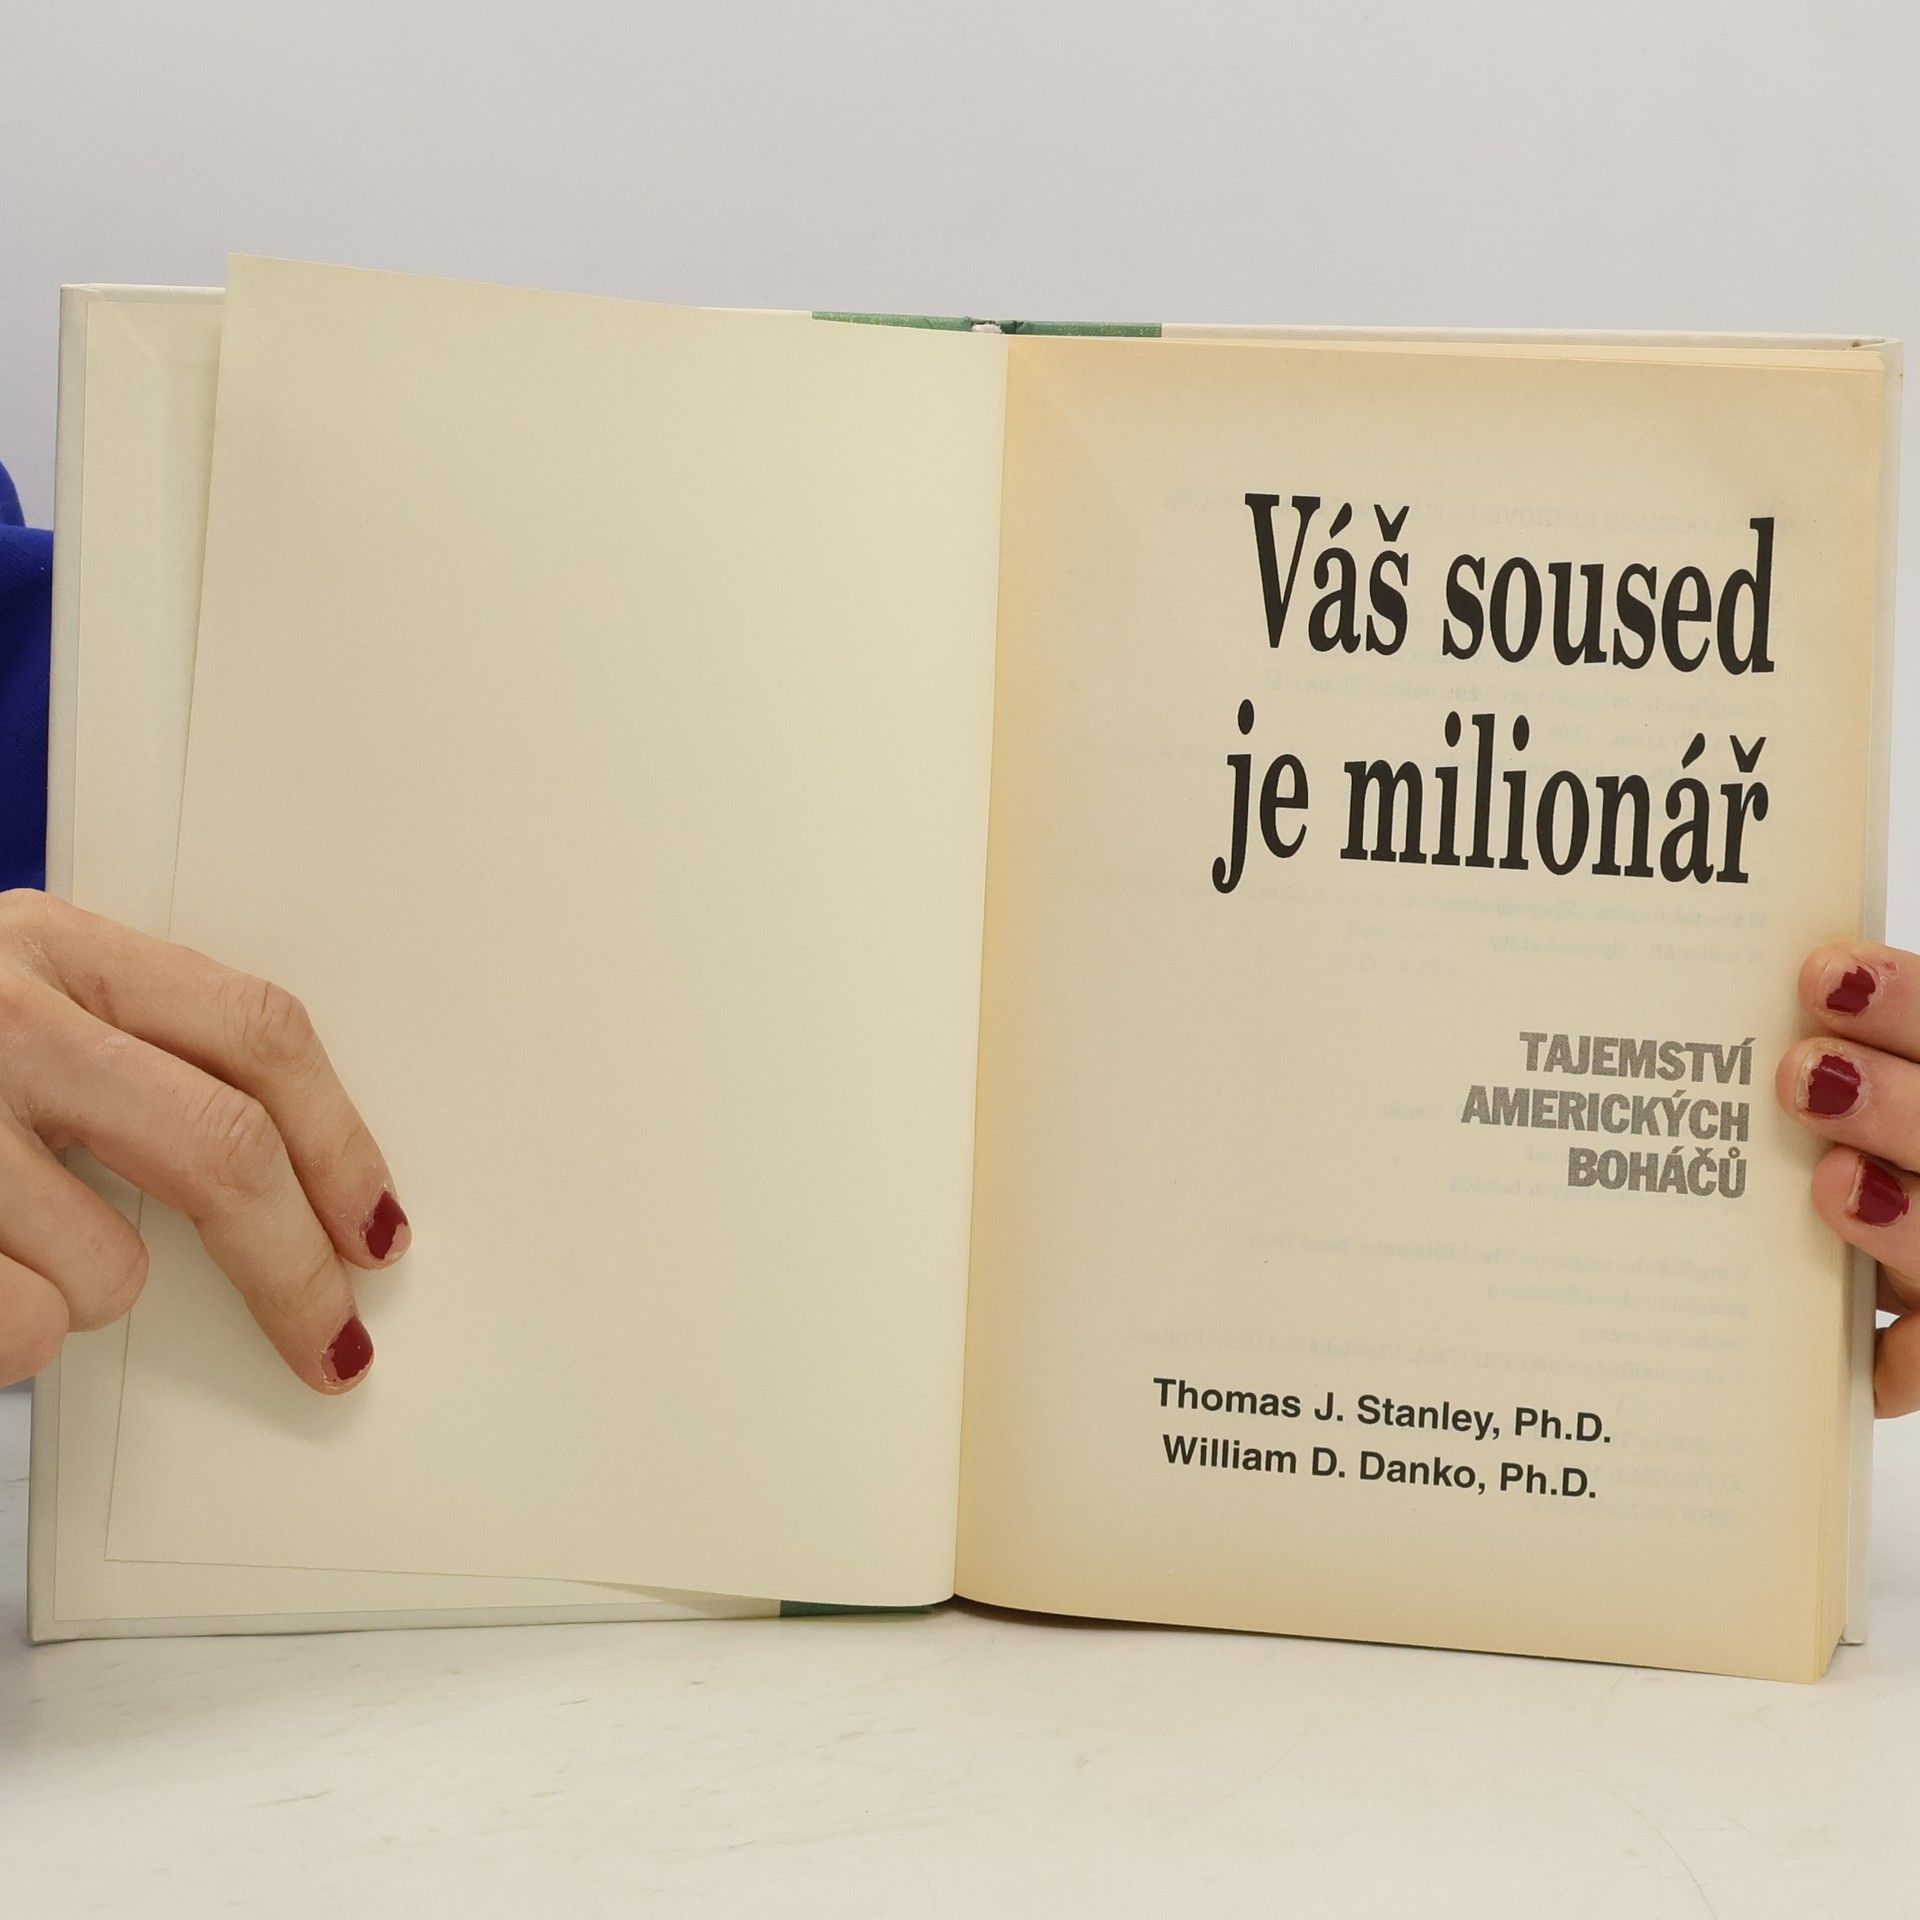 Váš soused
je milionář
TAJEMSTVÍ
AMERICKÝCH
BOHÁČŮ
Thomas J. Stanley, Ph.D.
William D. Danko, Ph.D.